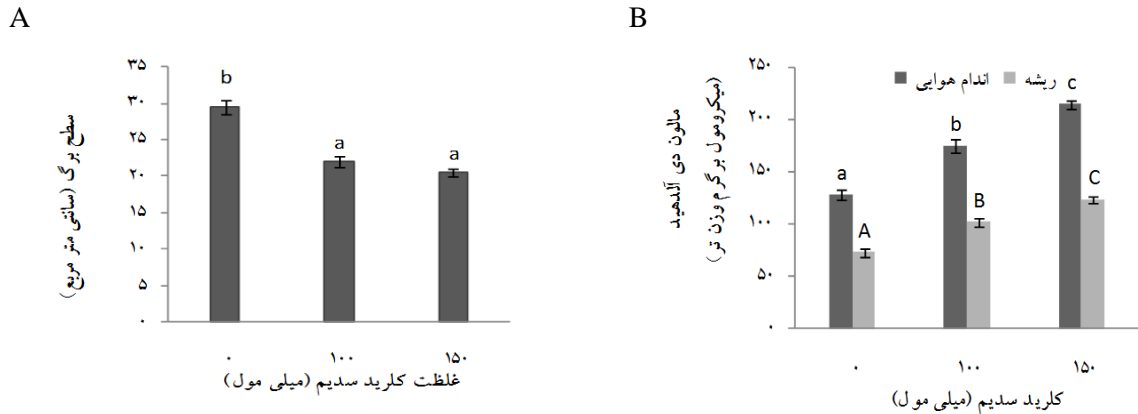 A
۳۵
۳۰
۲۵
۲۰
۱۵
۱۰
۵
۰
سطح برگ (سانتی متر مربع)
b
a
a
۰
۱۰۰
۱۵۰
غلظت کلرید سدیم (میلی مول)
B
۲۵۰
۲۰۰
۱۵۰
۱۰۰
۵۰
۰
مالون دی آلدهید
(میکرومول بر گرم وزن تر)
اندام هوایی
ریشه
a
A
b
B
c
C
۰
۱۰۰
۱۵۰
کلرید سدیم (میلی مول)